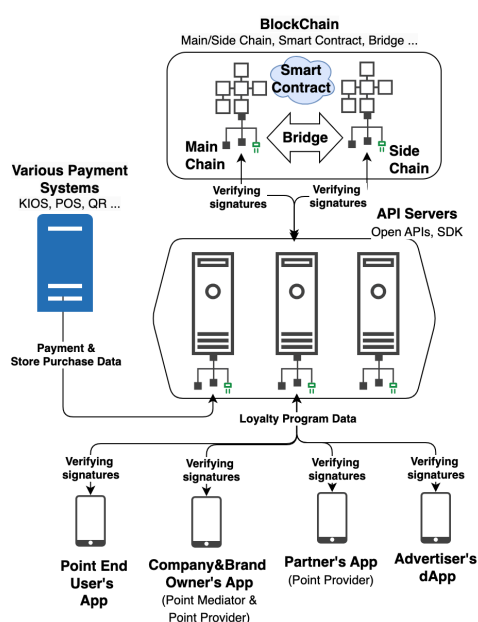 BlockChain
Main/Side Chain, Smart Contract, Bridge ...
Smart
Contract
Bridge
Main
Chain
Side
Chain
Verifying
signatures
Verifying
signatures
Various Payment
Systems
KIOS, POS, QR ...
API Servers
Open APIs, SDK
Payment &
Store Purchase Data
Loyalty Program Data
Verifying
signatures
Verifying
signatures
Verifying
signatures
Verifying
signatures
Point End
User's
App
Company&Brand
Owner's App
(Point Mediator &
Point Provider)
Partner's App
(Point Provider)
Advertiser's
dApp